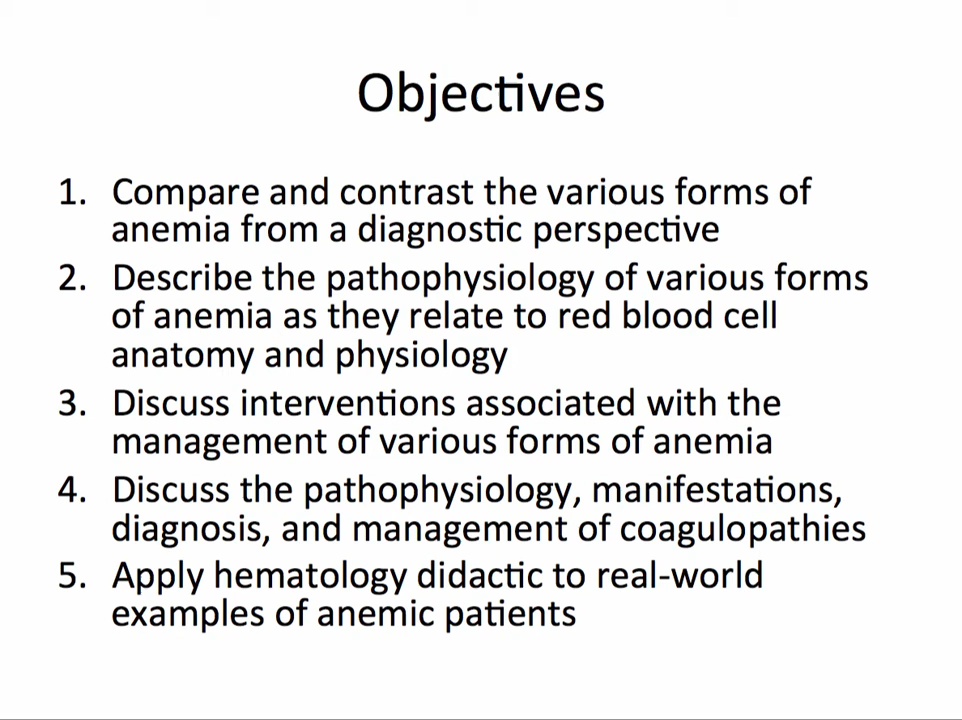 Objectives
1. Compare and contrast the various forms of
anemia from a diagnostic perspective
2. Describe the pathophysiology of various forms
of anemia as they relate to red blood cell
anatomy and physiology
3. Discuss interventions associated with the
management of various forms of anemia
4. Discuss the pathophysiology, manifestations,
diagnosis, and management of coagulopathies
5. Apply hematology didactic to real-world
examples of anemic patients